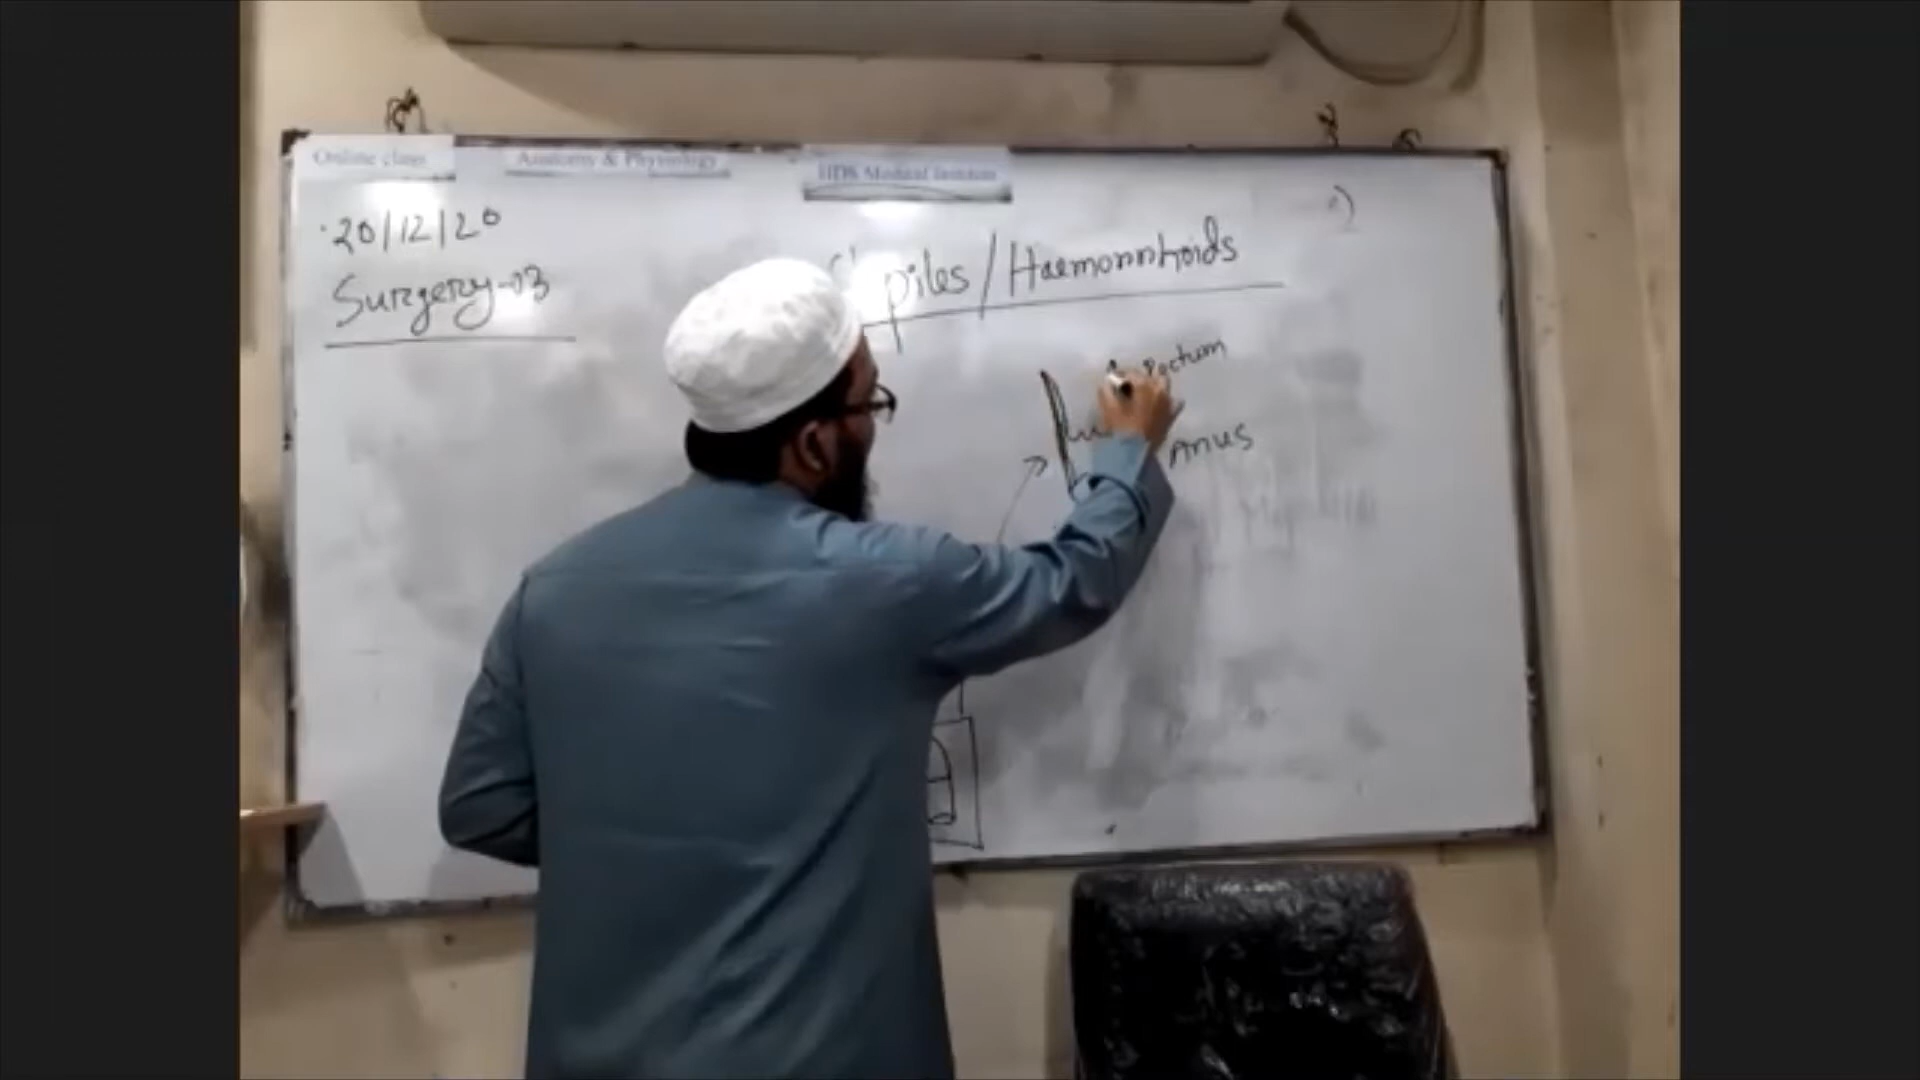 Online class
Anatomy & Physiology
HDS Medical Institute
20/12/20
Surgery-03
piles/Haemorrhoids
Rectum
Anus